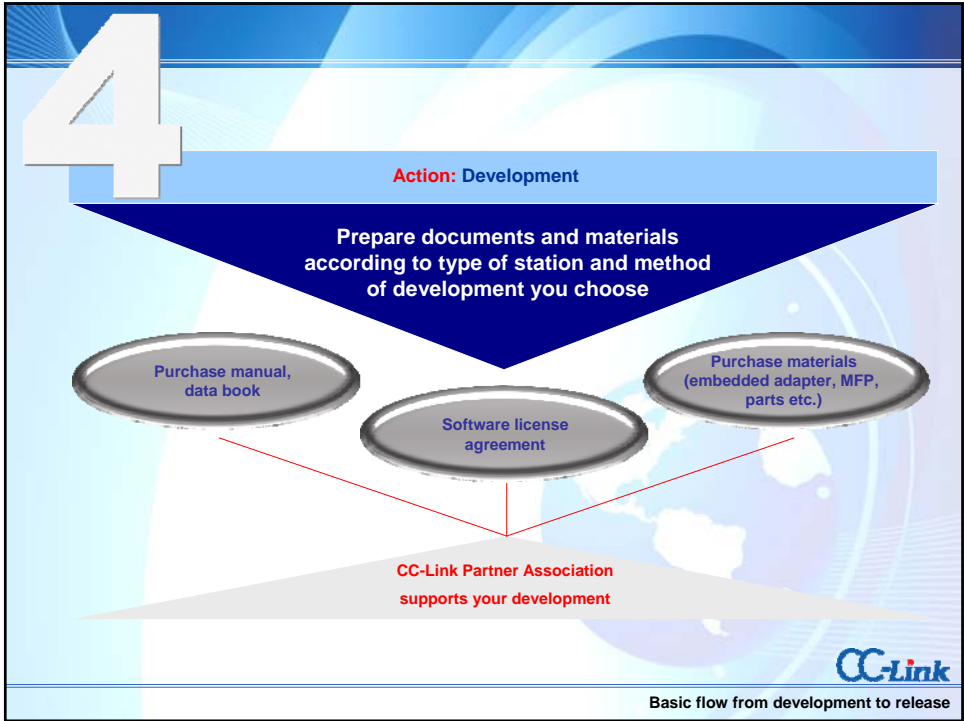 4
Action: Development
Prepare documents and materials
according to type of station and method
of development you choose
Purchase manual,
data book
Software license
agreement
Purchase materials
(embedded adapter, MFP,
parts etc.)
CC-Link Partner Association
supports your development
CC-Link
Basic flow from development to release